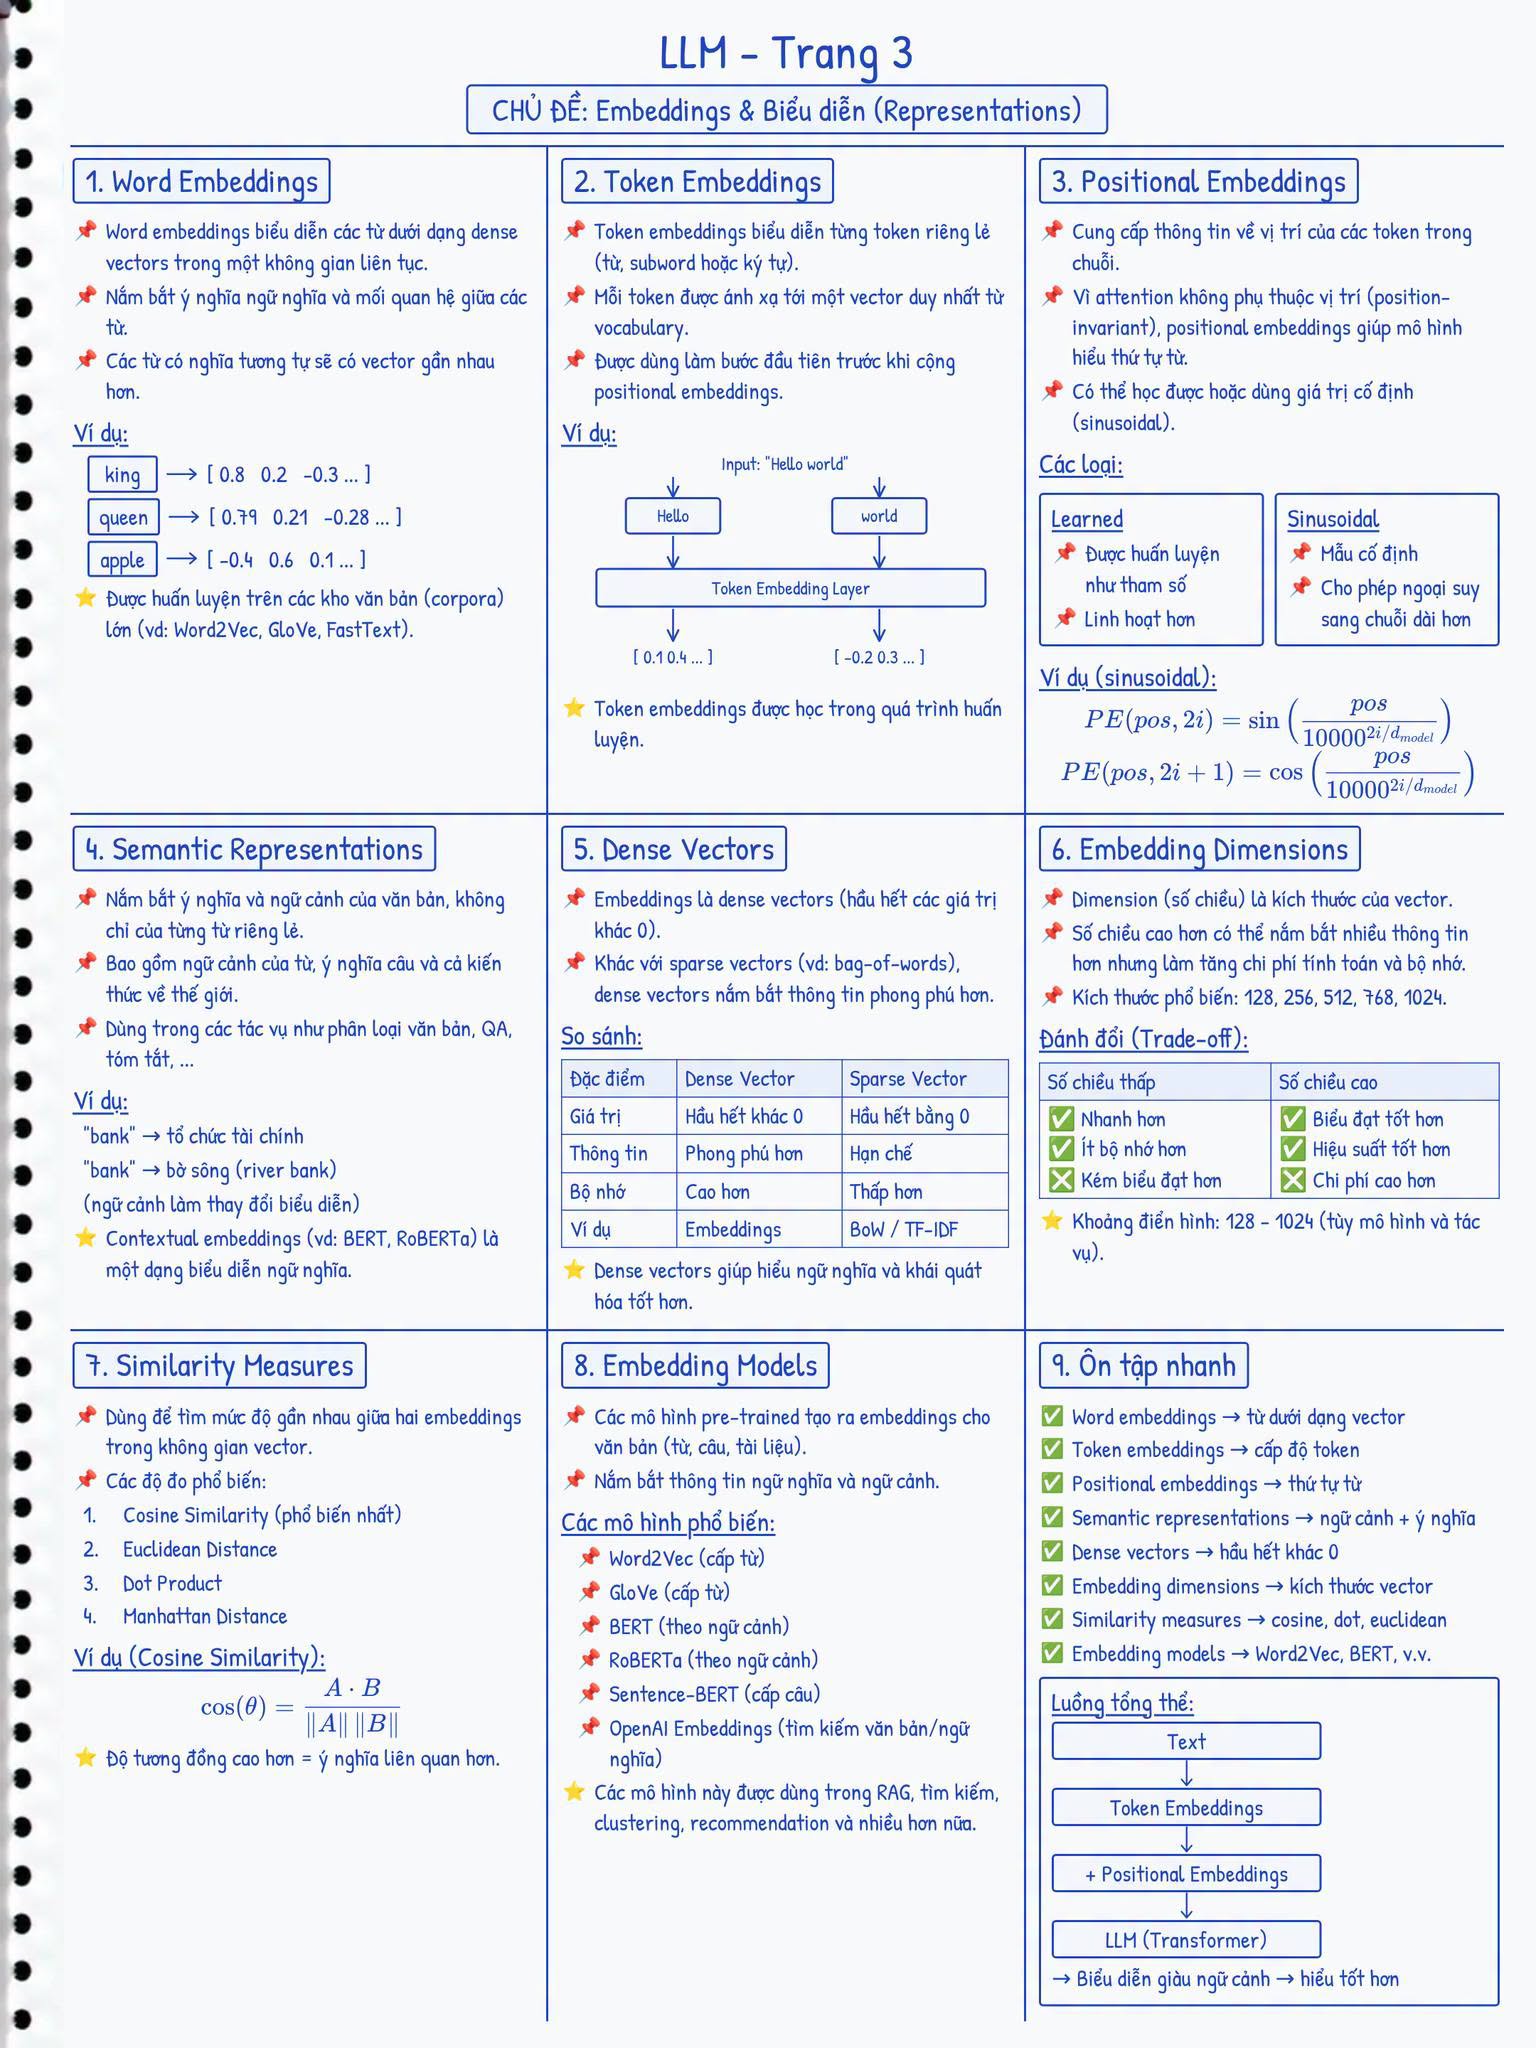 LLM - Trang 3
CHỦ ĐỀ: Embeddings & Biểu diễn (Representations)
1. Word Embeddings
📌 Word embeddings biểu diễn các từ dưới dạng dense
vectors trong một không gian liên tục.
📌 Nắm bắt ý nghĩa ngữ nghĩa và mối quan hệ giữa các
từ.
📌 Các từ có nghĩa tương tự sẽ có vector gần nhau
hơn.
Ví dụ:
king → [ 0.8 0.2 -0.3 ... ]
queen → [ 0.79 0.21 -0.28 ... ]
apple → [ -0.4 0.6 0.1 ... ]
⭐ Được huấn luyện trên các kho văn bản (corpora)
lớn (vd: Word2Vec, GloVe, FastText).
2. Token Embeddings
📌 Token embeddings biểu diễn từng token riêng lẻ
(từ, subword hoặc ký tự).
📌 Mỗi token được ánh xạ tới một vector duy nhất từ
vocabulary.
📌 Được dùng làm bước đầu tiên trước khi cộng
positional embeddings.
Ví dụ:
Input: "Hello world"
Hello world
Token Embedding Layer
[ 0.1 0.4 ... ] [ -0.2 0.3 ... ]
⭐ Token embeddings được học trong quá trình huấn
luyện.
3. Positional Embeddings
📌 Cung cấp thông tin về vị trí của các token trong
chuỗi.
📌 Vì attention không phụ thuộc vị trí (position-
invariant), positional embeddings giúp mô hình
hiểu thứ tự từ.
📌 Có thể học được hoặc dùng giá trị cố định
(sinusoidal).
Các loại:
Learned
📌 Được huấn luyện
như tham số
📌 Linh hoạt hơn
Sinusoidal
📌 Mẫu cố định
📌 Cho phép ngoại suy
sang chuỗi dài hơn
Ví dụ (sinusoidal):
PE(pos, 2i) = sin (pos / 10000^{2i/d_{model}})
PE(pos, 2i + 1) = cos (pos / 10000^{2i/d_{model}})
4. Semantic Representations
📌 Nắm bắt ý nghĩa và ngữ cảnh của văn bản, không
chỉ của từng từ riêng lẻ.
📌 Bao gồm ngữ cảnh của từ, ý nghĩa câu và cả kiến
thức về thế giới.
📌 Dùng trong các tác vụ như phân loại văn bản, QA,
tóm tắt, ...
Ví dụ:
"bank" → tổ chức tài chính
"bank" → bờ sông (river bank)
(ngữ cảnh làm thay đổi biểu diễn)
⭐ Contextual embeddings (vd: BERT, RoBERTa) là
một dạng biểu diễn ngữ nghĩa.
5. Dense Vectors
📌 Embeddings là dense vectors (hầu hết các giá trị
khác 0).
📌 Khác với sparse vectors (vd: bag-of-words),
dense vectors nắm bắt thông tin phong phú hơn.
So sánh:
Đặc điểm Dense Vector Sparse Vector
Giá trị Hầu hết khác 0 Hầu hết bằng 0
Thông tin Phong phú hơn Hạn chế
Bộ nhớ Cao hơn Thấp hơn
Ví dụ Embeddings BoW / TF-IDF
⭐ Dense vectors giúp hiểu ngữ nghĩa và khái quát
hóa tốt hơn.
6. Embedding Dimensions
📌 Dimension (số chiều) là kích thước của vector.
📌 Số chiều cao hơn có thể nắm bắt nhiều thông tin
hơn nhưng làm tăng chi phí tính toán và bộ nhớ.
📌 Kích thước phổ biến: 128, 256, 512, 768, 1024.
Đánh đổi (Trade-off):
Số chiều thấp Số chiều cao
✅ Nhanh hơn ✅ Biểu đạt tốt hơn
✅ Ít bộ nhớ hơn ✅ Hiệu suất tốt hơn
❎ Kém biểu đạt hơn ❎ Chi phí cao hơn
⭐ Khoảng điển hình: 128 - 1024 (tùy mô hình và tác
vụ).
7. Similarity Measures
📌 Dùng để tìm mức độ gần nhau giữa hai embeddings
trong không gian vector.
📌 Các độ đo phổ biến:
1. Cosine Similarity (phổ biến nhất)
2. Euclidean Distance
3. Dot Product
4. Manhattan Distance
Ví dụ (Cosine Similarity):
cos(θ) = A · B / ‖A‖ ‖B‖
⭐ Độ tương đồng cao hơn = ý nghĩa liên quan hơn.
8. Embedding Models
📌 Các mô hình pre-trained tạo ra embeddings cho
văn bản (từ, câu, tài liệu).
📌 Nắm bắt thông tin ngữ nghĩa và ngữ cảnh.
Các mô hình phổ biến:
📌 Word2Vec (cấp từ)
📌 GloVe (cấp từ)
📌 BERT (theo ngữ cảnh)
📌 RoBERTa (theo ngữ cảnh)
📌 Sentence-BERT (cấp câu)
📌 OpenAI Embeddings (tìm kiếm văn bản/ngữ
nghĩa)
⭐ Các mô hình này được dùng trong RAG, tìm kiếm,
clustering, recommendation và nhiều hơn nữa.
9. Ôn tập nhanh
✅ Word embeddings → từ dưới dạng vector
✅ Token embeddings → cấp độ token
✅ Positional embeddings → thứ tự từ
✅ Semantic representations → ngữ cảnh + ý nghĩa
✅ Dense vectors → hầu hết khác 0
✅ Embedding dimensions → kích thước vector
✅ Similarity measures → cosine, dot, euclidean
✅ Embedding models → Word2Vec, BERT, v.v.
Luồng tổng thể:
Text
Token Embeddings
+ Positional Embeddings
LLM (Transformer)
→ Biểu diễn giàu ngữ cảnh → hiểu tốt hơn